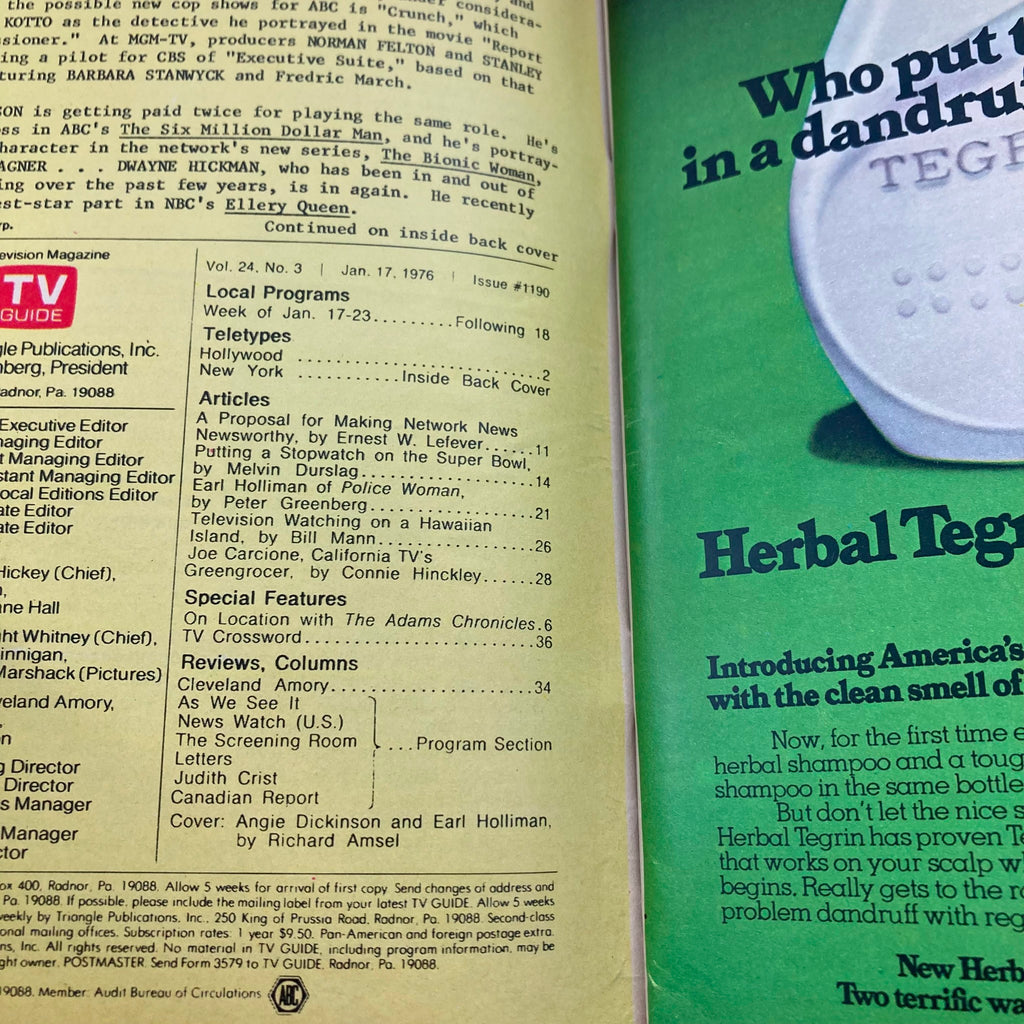 the possible new cop shows for ABC is "Crunch," which
KOTTO as the detective he portrayed in the movie "Report
sioner." At MGM-TV, producers NORMAN FELTON and STANLEY
ing a pilot for CBS of "Executive Suite," based on that
turing BARBARA STANWYCK and Fredric March.
SON is getting paid twice for playing the same role. He's
ss in ABC's The Six Million Dollar Man, and he's portray-
haracter in the network's new series, The Bionic Woman,
AGNER . . . DWAYNE HICKMAN, who has been in and out of
ing over the past few years, is in again. He recently
st-star part in NBC's Ellery Queen.
yp.
Continued on inside back cover
evision Magazine
TV
GUIDE
gle Publications, Inc.
nberg, President
Radnor, Pa. 19088
Executive Editor
naging Editor
t Managing Editor
stant Managing Editor
ocal Editions Editor
ate Editor
ate Editor
Hickey (Chief),
ne Hall
ht Whitney (Chief),
innigan,
Marshack (Pictures)
veland Amory,
n
g Director
Director
s Manager
Manager
ctor
Vol. 24, No. 3 | Jan. 17, 1976 | Issue #1190
Local Programs
Week of Jan. 17-23.........Following 18
Teletypes
Hollywood ..............................2
New York ...........Inside Back Cover
Articles
A Proposal for Making Network News
Newsworthy, by Ernest W. Lefever......11
Putting a Stopwatch on the Super Bowl,
by Melvin Durslag....................14
Earl Holliman of Police Woman,
by Peter Greenberg...................21
Television Watching on a Hawaiian
Island, by Bill Mann..................26
Joe Carcione, California TV's
Greengrocer, by Connie Hinckley......28
Special Features
On Location with The Adams Chronicles.6
TV Crossword..........................36
Reviews, Columns
Cleveland Amory.......................34
As We See It
News Watch (U.S.)
The Screening Room
...Program Section
Letters
Judith Crist
Canadian Report
Cover: Angie Dickinson and Earl Holliman,
by Richard Amsel
ox 400, Radnor, Pa. 19088. Allow 5 weeks for arrival of first copy. Send changes of address and
Pa. 19088. If possible, please include the mailing label from your latest TV GUIDE. Allow 5 weeks
weekly by Triangle Publications, Inc., 250 King of Prussia Road, Radnor, Pa. 19088. Second-class
onal mailing offices. Subscription rates: 1 year $9.50. Pan-American and foreign postage extra.
ns, Inc. All rights reserved. No material in TV GUIDE, including program information, may be
ght owner. POSTMASTER: Send Form 3579 to TV GUIDE, Radnor, Pa. 19088.
19088. Member: Audit Bureau of Circulations
ABC
Who put t
in a dandru
TEGR
Herbal Tegri
Introducing America's
with the clean smell of
Now, for the first time e
herbal shampoo and a toug
shampoo in the same bottle
But don't let the nice s
Herbal Tegrin has proven Te
that works on your scalp wh
begins. Really gets to the ro
problem dandruff with reg
New Herb
Two terrific wa